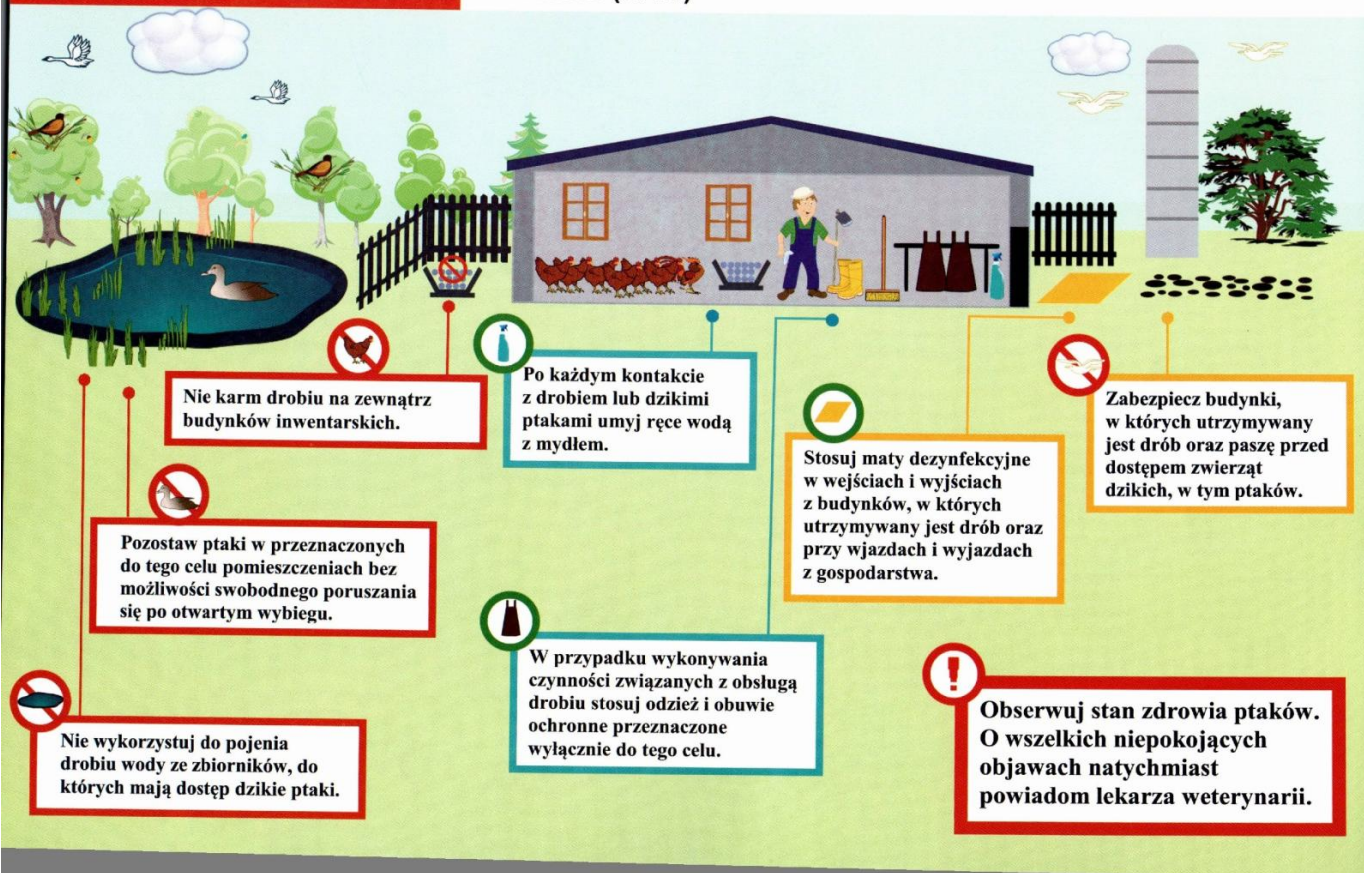 Nie karm drobiu na zewnątrz
budynków inwentarskich.
Po każdym kontakcie
z drobiem lub dzikimi
ptakami umyj ręce wodą
z mydłem.
Stosuj maty dezynfekcyjne
w wejściach i wyjściach
z budynków, w których
utrzymywany jest drób oraz
przy wjazdach i wyjazdach
z gospodarstwa.
Zabezpiecz budynki,
w których utrzymywany
jest drób oraz paszę przed
dostępem zwierząt
dzikich, w tym ptaków.
Pozostaw ptaki w przeznaczonych
do tego celu pomieszczeniach bez
możliwości swobodnego poruszania
się po otwartym wybiegu.
W przypadku wykonywania
czynności związanych z obsługą
drobiu stosuj odzież i obuwie
ochronne przeznaczone
wyłącznie do tego celu.
Nie wykorzystuj do pojenia
drobiu wody ze zbiorników, do
których mają dostęp dzikie ptaki.
Obserwuj stan zdrowia ptaków.
O wszelkich niepokojących
objawach natychmiast
powiadom lekarza weterynarii.